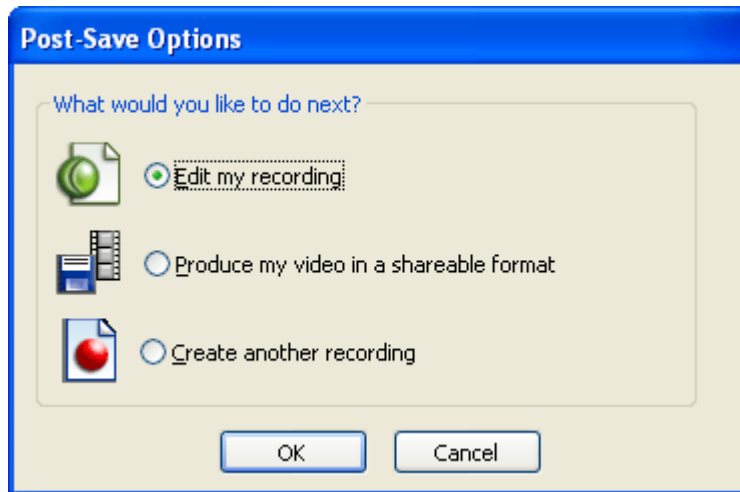 Post-Save Options
What would you like to do next?
Edit my recording
Produce my video in a shareable format
Create another recording
OK
Cancel